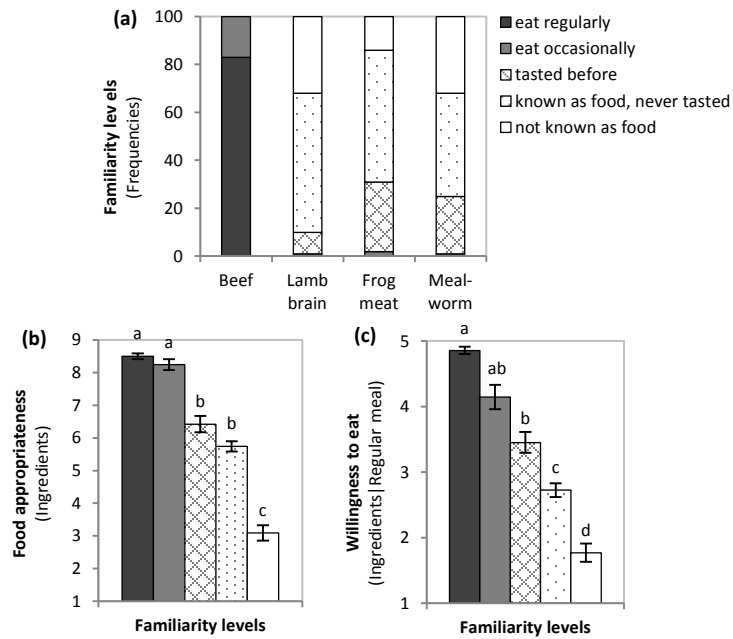 (a)
Familiarity lev els
(Frequencies)
100
80
60
40
20
0
Beef
Lamb
brain
Frog
meat
Meal-
worm
eat regularly
eat occasionally
tasted before
known as food, never tasted
not known as food
(b)
Food appropriateness
(Ingredients)
9
8
7
6
5
4
3
2
1
a
a
b
b
c
Familiarity levels
(c)
Willingness to eat
(Ingredients|Regular meal)
5
4
3
2
1
a
ab
b
c
d
Familiarity levels